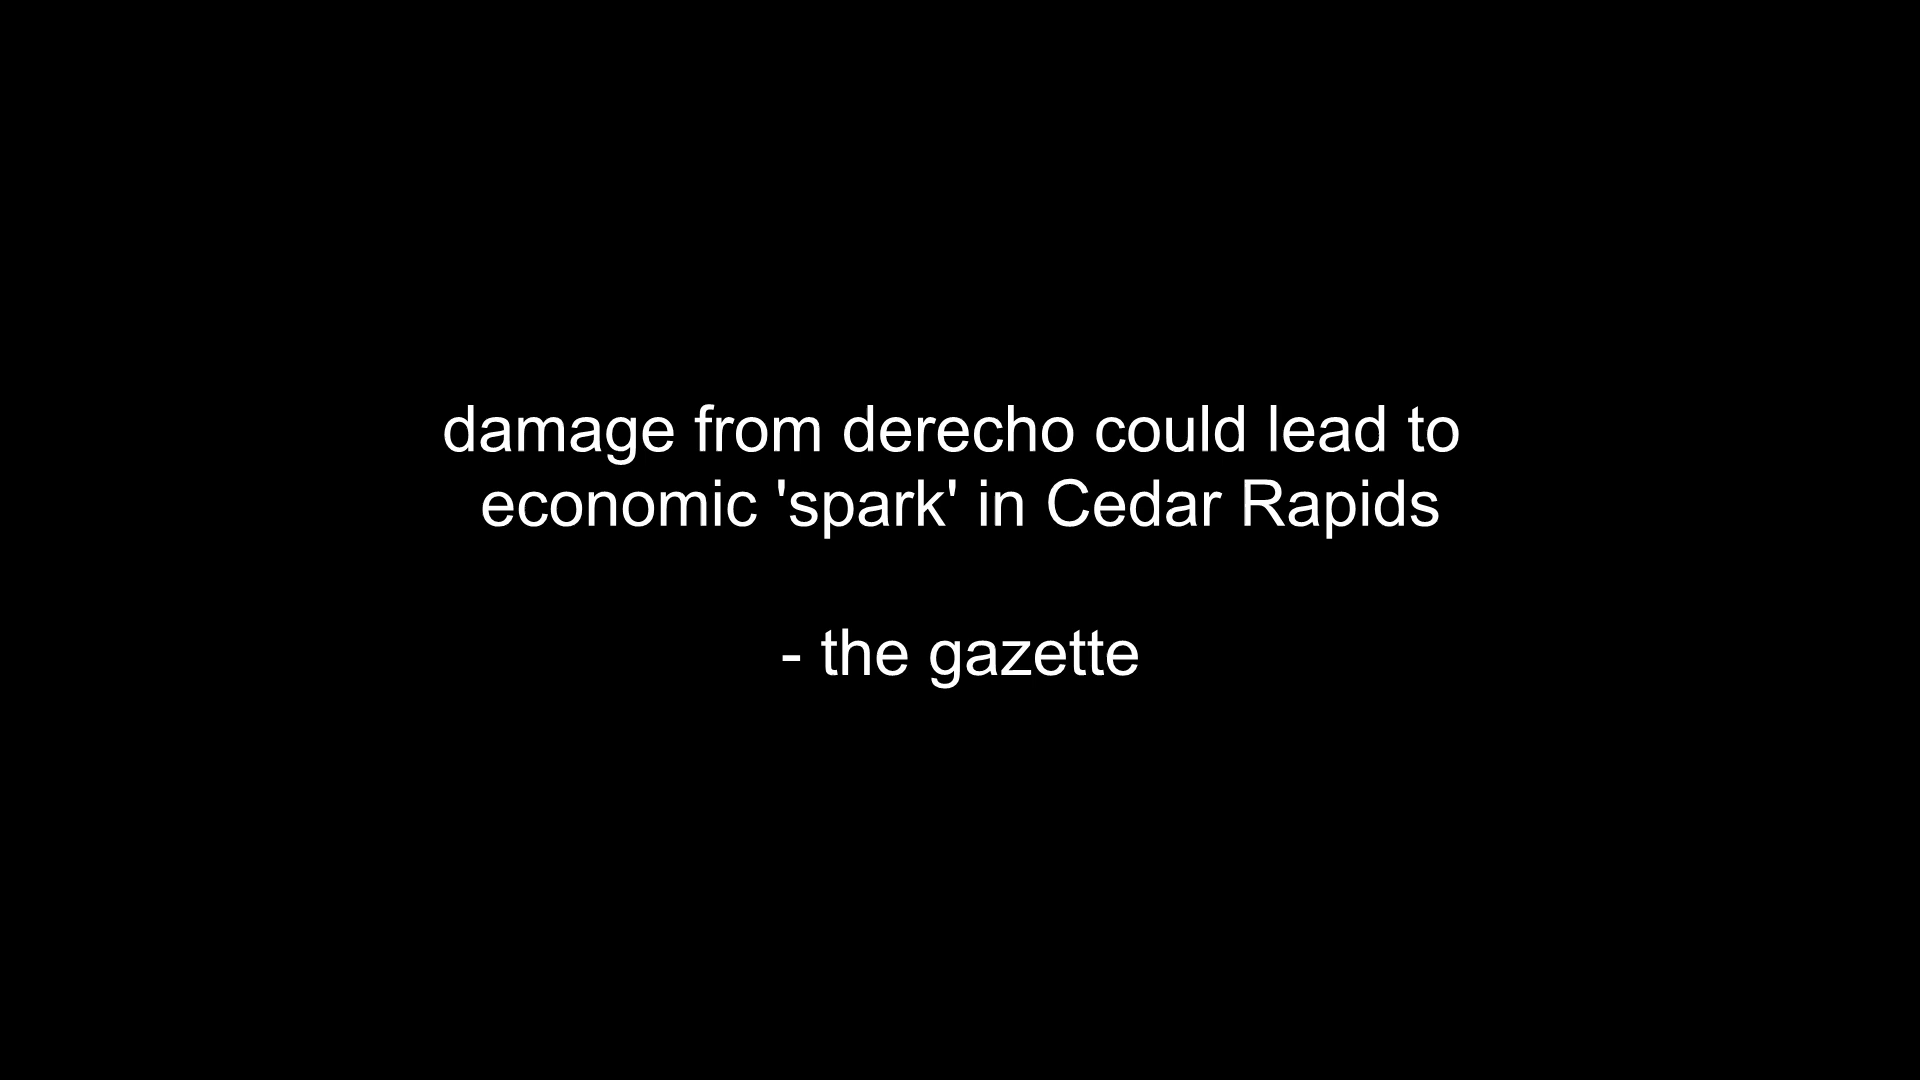 damage from derecho could lead to
economic 'spark' in Cedar Rapids
- the gazette